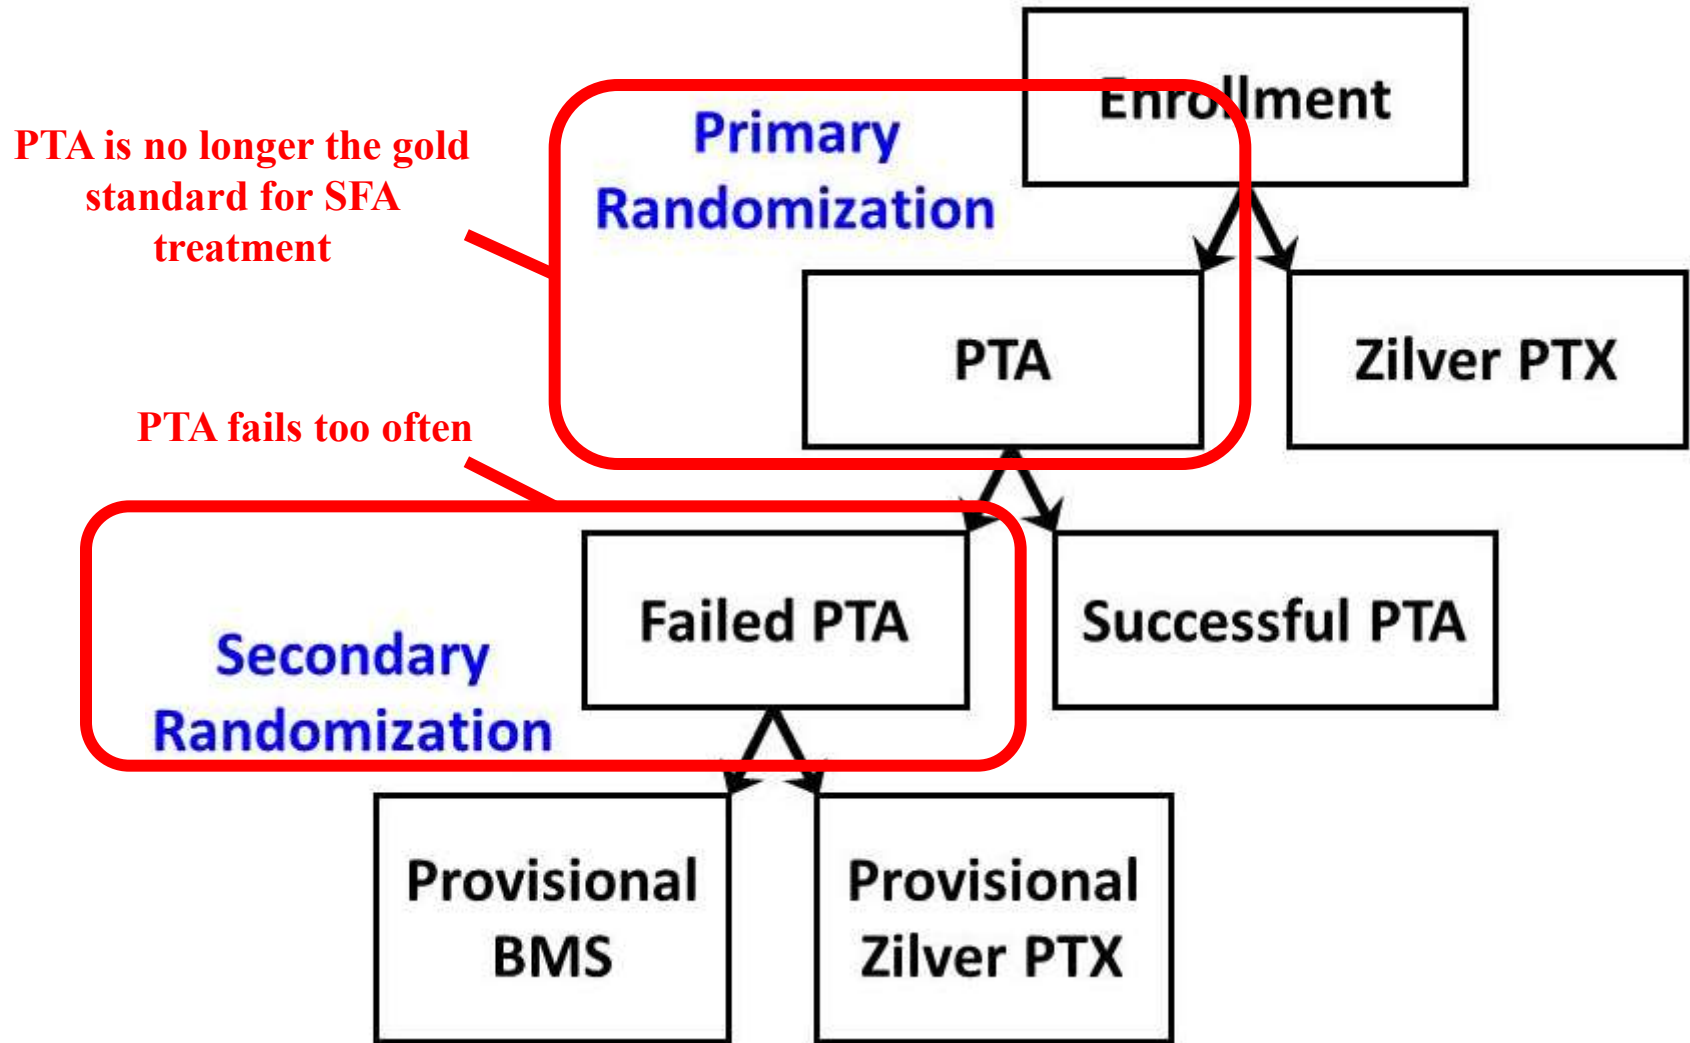 Enrollment
Primary
Randomization
PTA is no longer the gold
standard for SFA
treatment
PTA
Zilver PTX
PTA fails too often
Failed PTA
Successful PTA
Secondary
Randomization
Provisional
BMS
Provisional
Zilver PTX